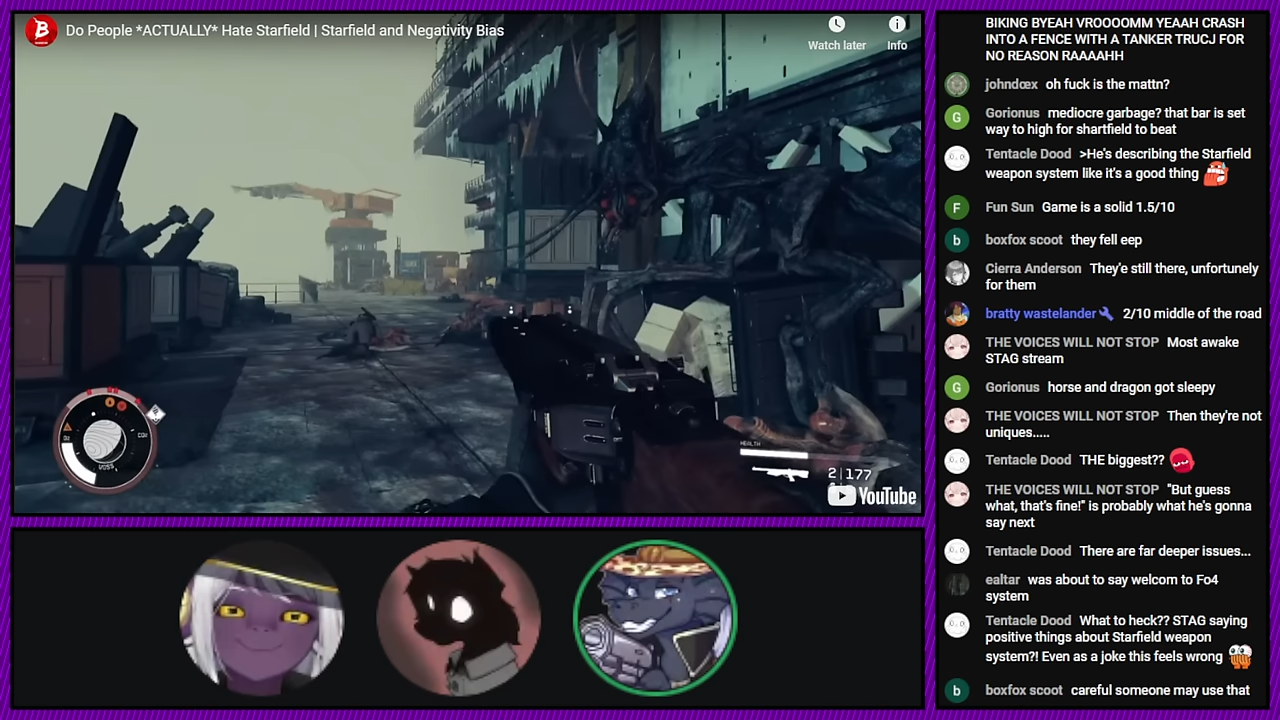 Do People *ACTUALLY* Hate Starfield | Starfield and Negativity Bias
Watch later
Info
HEALTH
2|177
YouTube
VOSS
BIKING BYEAH VROOOOMM YEAAH CRASH
INTO A FENCE WITH A TANKER TRUCJ FOR
NO REASON RAAAAHH
johndœx oh fuck is the mattn?
G
Gorionus mediocre garbage? that bar is set
way to high for shartfield to beat
Tentacle Dood >He's describing the Starfield
weapon system like it's a good thing
F
Fun Sun Game is a solid 1.5/10
b
boxfox scoot they fell eep
Cierra Anderson They'e still there, unfortunely
for them
bratty wastelander 2/10 middle of the road
THE VOICES WILL NOT STOP Most awake
STAG stream
G
Gorionus horse and dragon got sleepy
THE VOICES WILL NOT STOP Then they're not
uniques.....
Tentacle Dood THE biggest??
THE VOICES WILL NOT STOP "But guess
what, that's fine!" is probably what he's gonna
say next
Tentacle Dood There are far deeper issues...
ealtar was about to say welcom to Fo4
system
Tentacle Dood What to heck?? STAG saying
positive things about Starfield weapon
system?! Even as a joke this feels wrong
b
boxfox scoot careful someone may use that